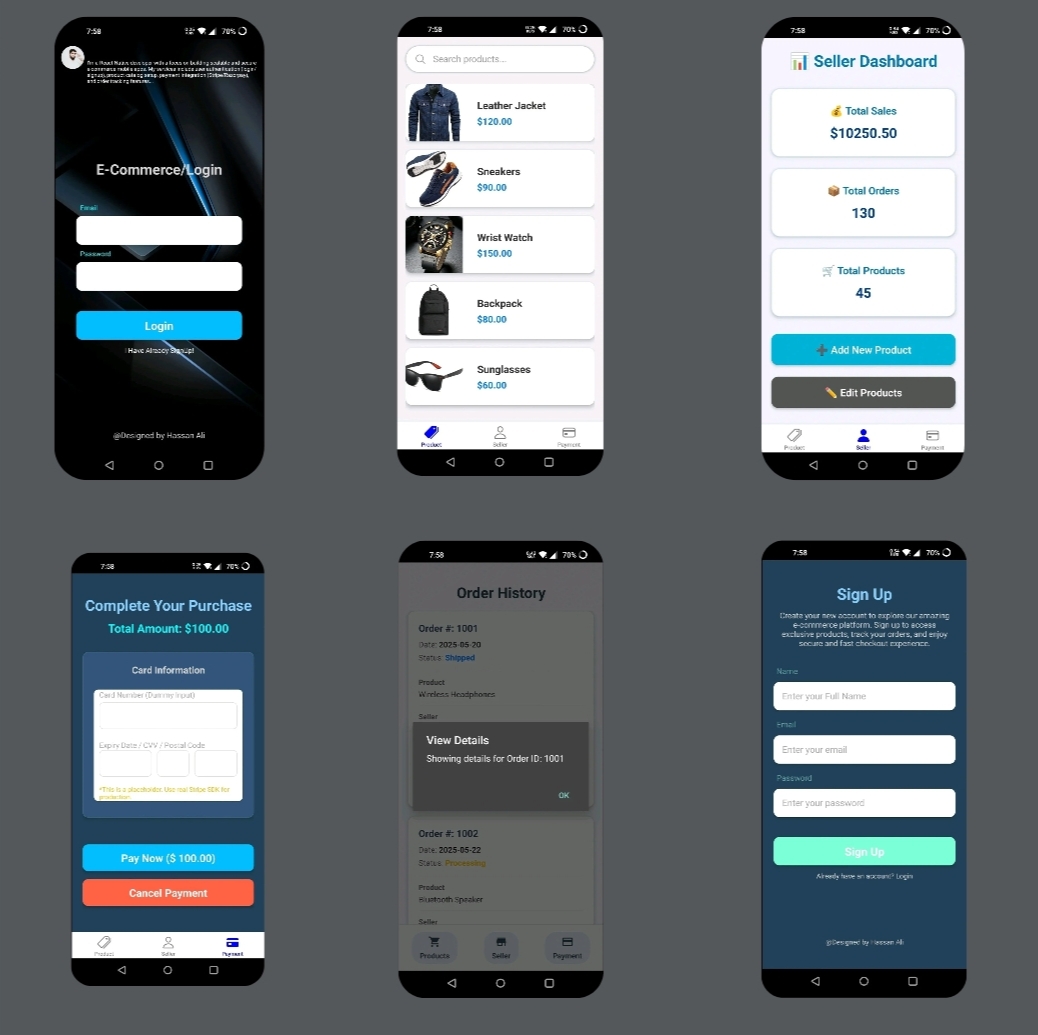 7:58
70%
I'm a React Native developer with a focus on building scalable and secure
e-commerce mobile apps. My services include user authentication (login /
signup), product catalog setup, payment integration (Stripe/Razorpay),
and order tracking features...
E-Commerce/Login
Email
Password
Login
I Have Already SignUp!
@Designed by Hassan Ali
7:58
70%
Search products...
Leather Jacket
$120.00
Sneakers
$90.00
Wrist Watch
$150.00
Backpack
$80.00
Sunglasses
$60.00
Product Seller Payment
7:58
70%
📊 Seller Dashboard
💰 Total Sales
$10250.50
📦 Total Orders
130
🛒 Total Products
45
➕ Add New Product
✏️ Edit Products
Product Seller Payment
7:58
70%
Complete Your Purchase
Total Amount: $100.00
Card Information
Card Number (Dummy Input)
Expiry Date / CVV / Postal Code
*This is a placeholder. Use real Stripe SDK for
production.
Pay Now ($ 100.00)
Cancel Payment
Product Seller Payment
7:58
70%
Order History
Order #: 1001
Date: 2025-05-20
Status: Shipped
Product
Wireless Headphones
Seller
View Details
Showing details for Order ID: 1001
OK
Order #: 1002
Date: 2025-05-22
Status: Processing
Product
Bluetooth Speaker
Seller
Products Seller Payment
7:58
70%
Sign Up
Create your new account to explore our amazing
e-commerce platform. Sign up to access
exclusive products, track your orders, and enjoy
secure and fast checkout experience.
Name
Enter your Full Name
Email
Enter your email
Password
Enter your password
Sign Up
Already have an account? Login
@Designed by Hassan Ali